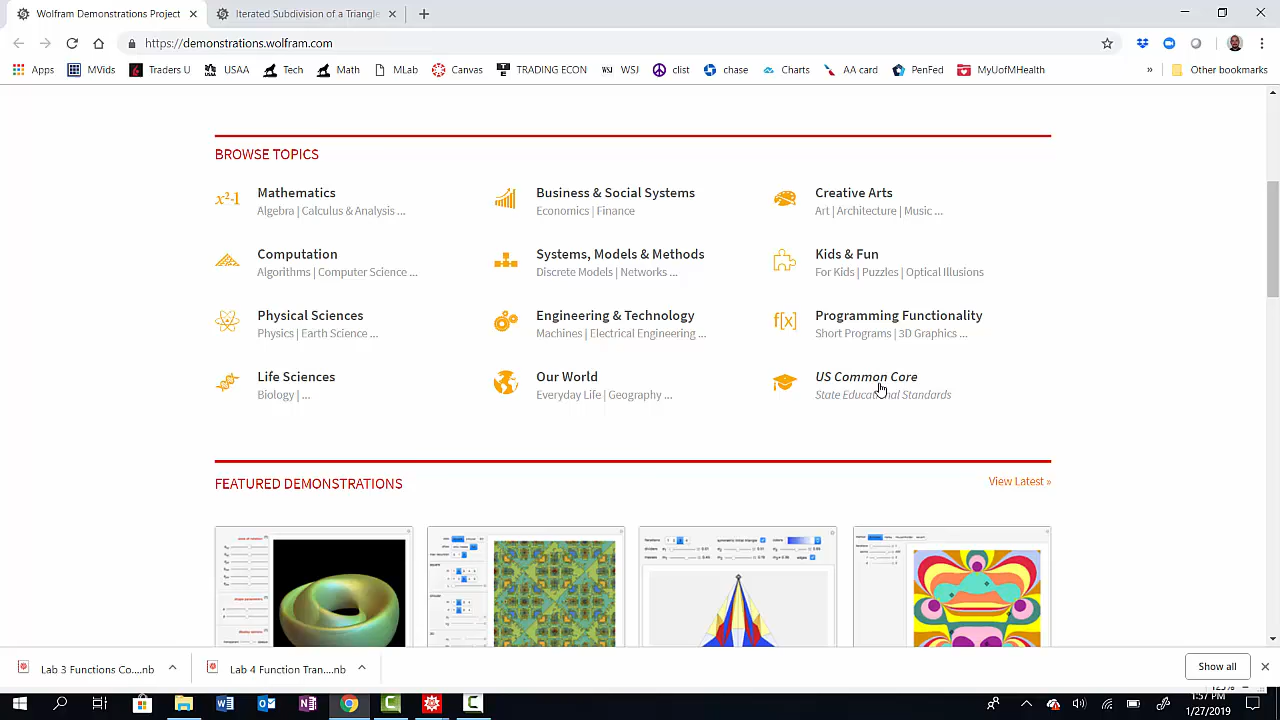 Wolfram Demonstrations Project
Iterated Subdivision of a Triangle
https://demonstrations.wolfram.com
Apps
MVids
Traders U
USAA
Tech
Math
MLab
Canvas
TRADING ECON
WSJ
clist
chase
Charts
AA card
PenFed
MyUofMHealth
»
Other bookmarks
BROWSE TOPICS
Mathematics
Algebra | Calculus & Analysis ...
Business & Social Systems
Economics | Finance
Creative Arts
Art | Architecture | Music ...
Computation
Algorithms | Computer Science ...
Systems, Models & Methods
Discrete Models | Networks ...
Kids & Fun
For Kids | Puzzles | Optical Illusions
Physical Sciences
Physics | Earth Science ...
Engineering & Technology
Machines | Electrical Engineering ...
Programming Functionality
Short Programs | 3D Graphics ...
Life Sciences
Biology | ...
Our World
Everyday Life | Geography ...
US Common Core
State Educational Standards
FEATURED DEMONSTRATIONS
View Latest »
Lab 3 Functions Co....nb
Lab 4 Function Tran....nb
Show all
1:57 PM
1/27/2019